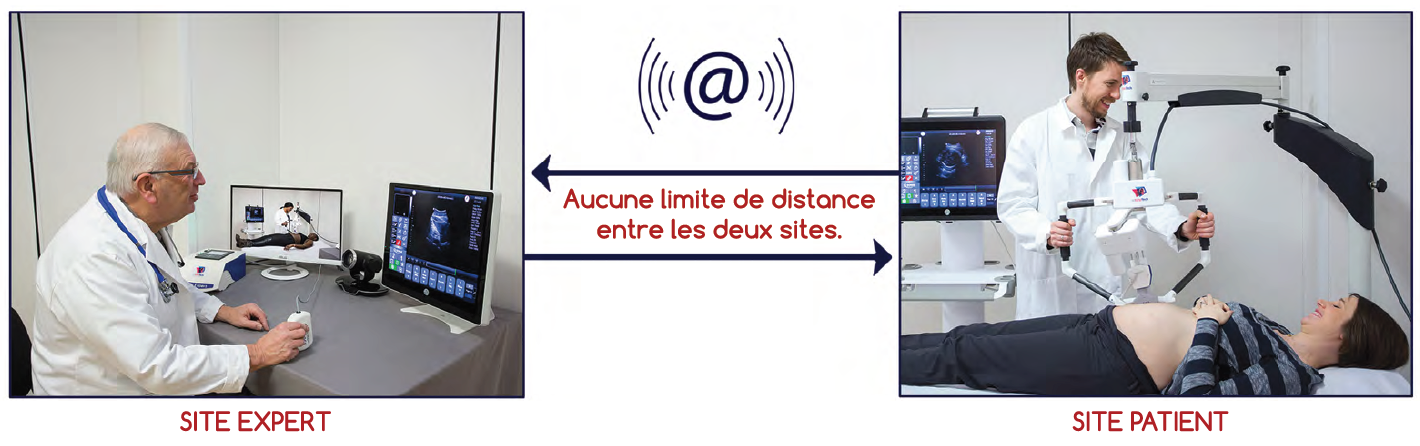 @
Aucune limite de distance
entre les deux sites.
SITE EXPERT
SITE PATIENT